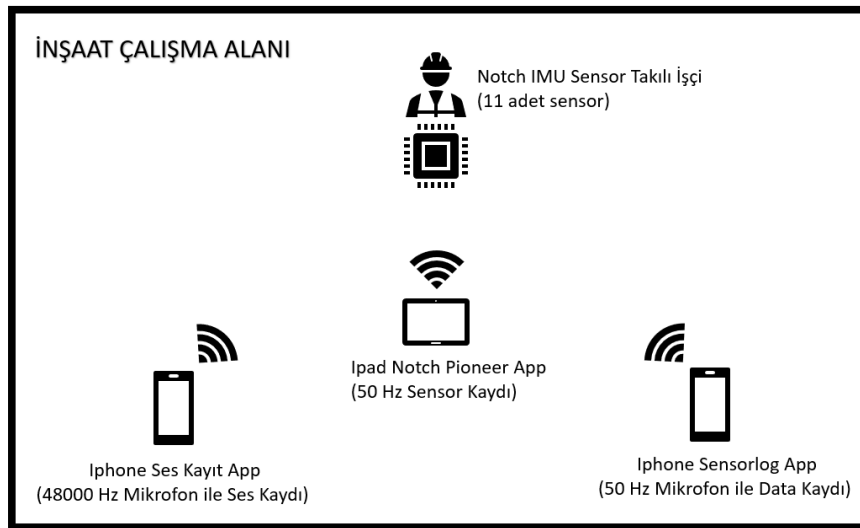 İNŞAAT ÇALIŞMA ALANI
Notch IMU Sensor Takılı İşçi
(11 adet sensor)
Ipad Notch Pioneer App
(50 Hz Sensor Kaydı)
Iphone Ses Kayıt App
(48000 Hz Mikrofon ile Ses Kaydı)
Iphone Sensorlog App
(50 Hz Mikrofon ile Data Kaydı)